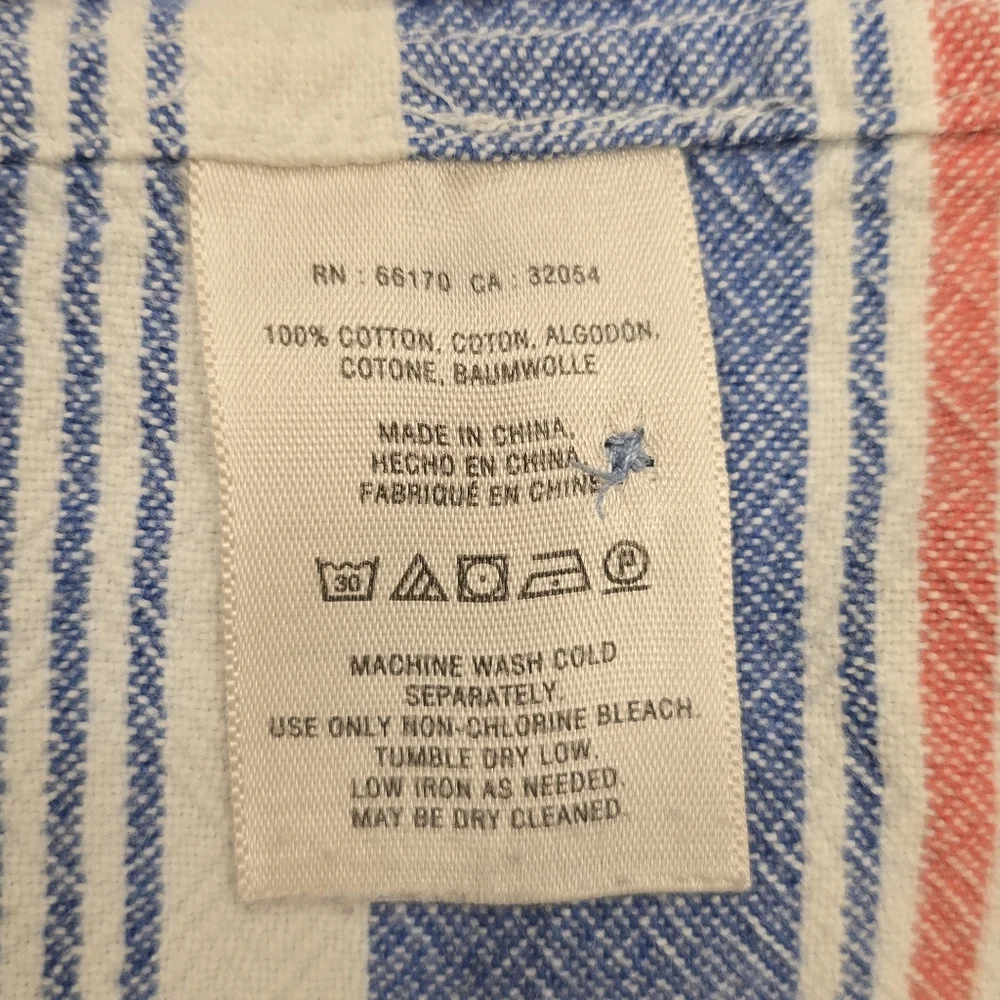 RN : 66170 CA : 32054
100% COTTON, COTON, ALGODÓN,
COTONE, BAUMWOLLE
MADE IN CHINA,
HECHO EN CHINA
FABRIQUÉ EN CHINE
30 P
MACHINE WASH COLD
SEPARATELY.
USE ONLY NON-CHLORINE BLEACH.
TUMBLE DRY LOW.
LOW IRON AS NEEDED.
MAY BE DRY CLEANED.